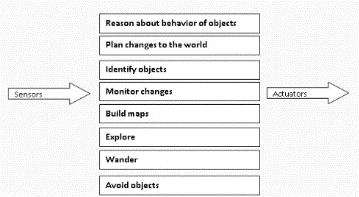 Reason about behavior of objects
Plan changes to the world
Identify objects
Sensors
Monitor changes
Actuators
Build maps
Explore
Wander
Avoid objects